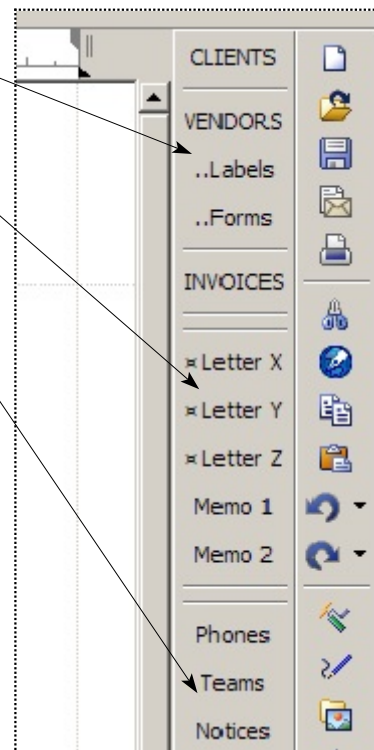 CLIENTS
VENDORS
..Labels
..Forms
INVOICES
¤ Letter X
¤ Letter Y
¤ Letter Z
Memo 1
Memo 2
Phones
Teams
Notices